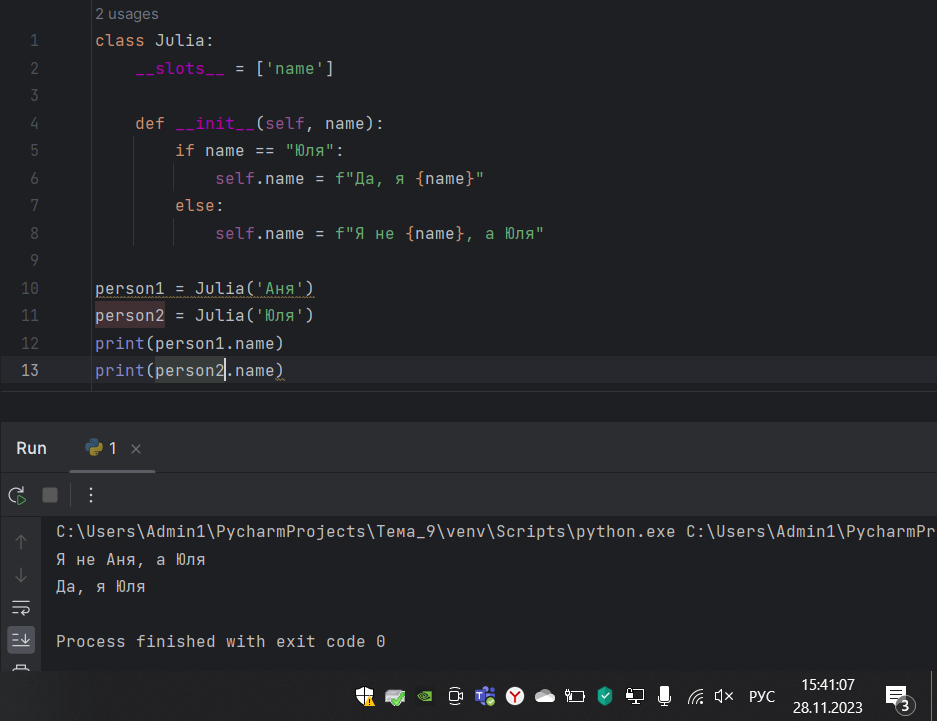 2 usages
1 class Julia:
2 __slots__ = ['name']
3
4 def __init__(self, name):
5 if name == "Юля":
6 self.name = f"Да, я {name}"
7 else:
8 self.name = f"Я не {name}, а Юля"
9
10 person1 = Julia('Аня')
11 person2 = Julia('Юля')
12 print(person1.name)
13 print(person2.name)
Run 1
C:\Users\Admin1\PycharmProjects\Тема_9\venv\Scripts\python.exe C:\Users\Admin1\PycharmPr
Я не Аня, а Юля
Да, я Юля
Process finished with exit code 0
РУС 15:41:07
28.11.2023 3